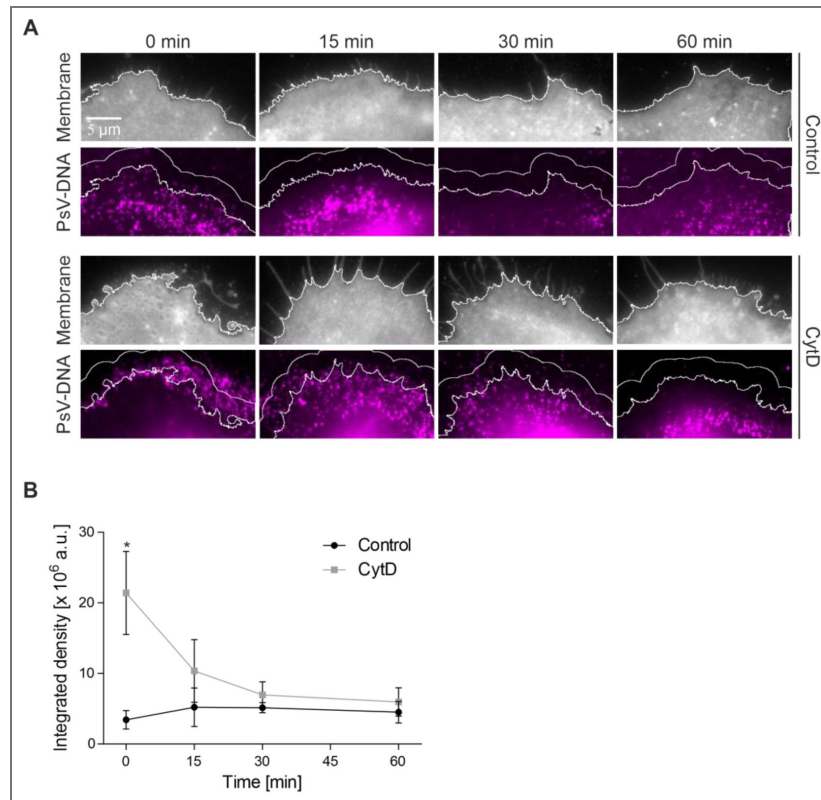 A
0 min 15 min 30 min 60 min
Membrane
5 µm
PsV-DNA
Control
Membrane
PsV-DNA
CytD
B
Integrated density [x 10⁶ a.u.]
30
20
10
0
*
Control
CytD
0 15 30 45 60
Time [min]